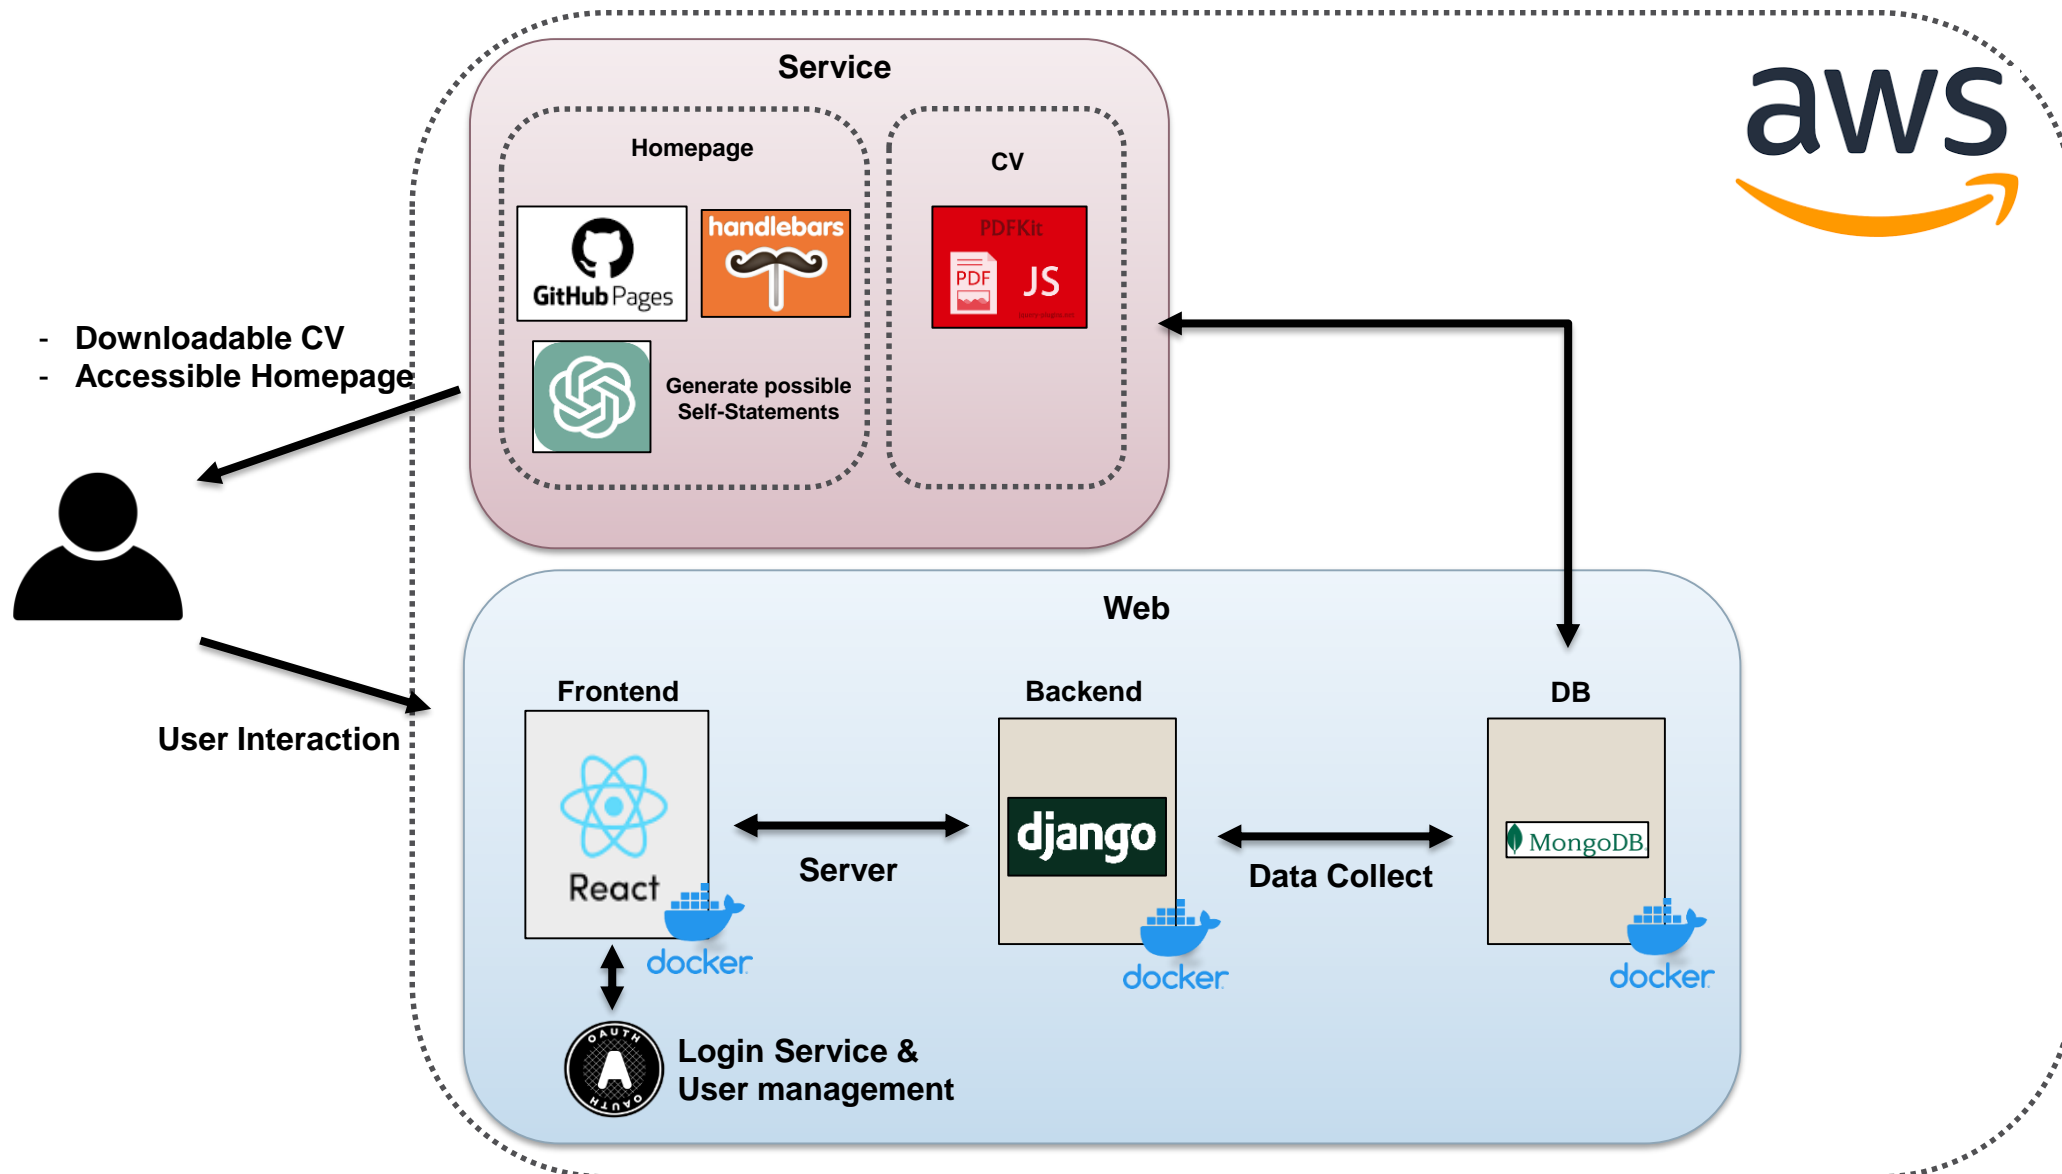 Service
aws
Homepage
CV
GitHub Pages
handlebars
PDFKit
PDF
JS
- Downloadable CV
- Accessible Homepage
Generate possible
Self-Statements
Web
Frontend
Backend
DB
User Interaction
React
django
MongoDB
Server
Data Collect
docker
docker
docker
OAUTH
A
OAUTH
Login Service &
User management